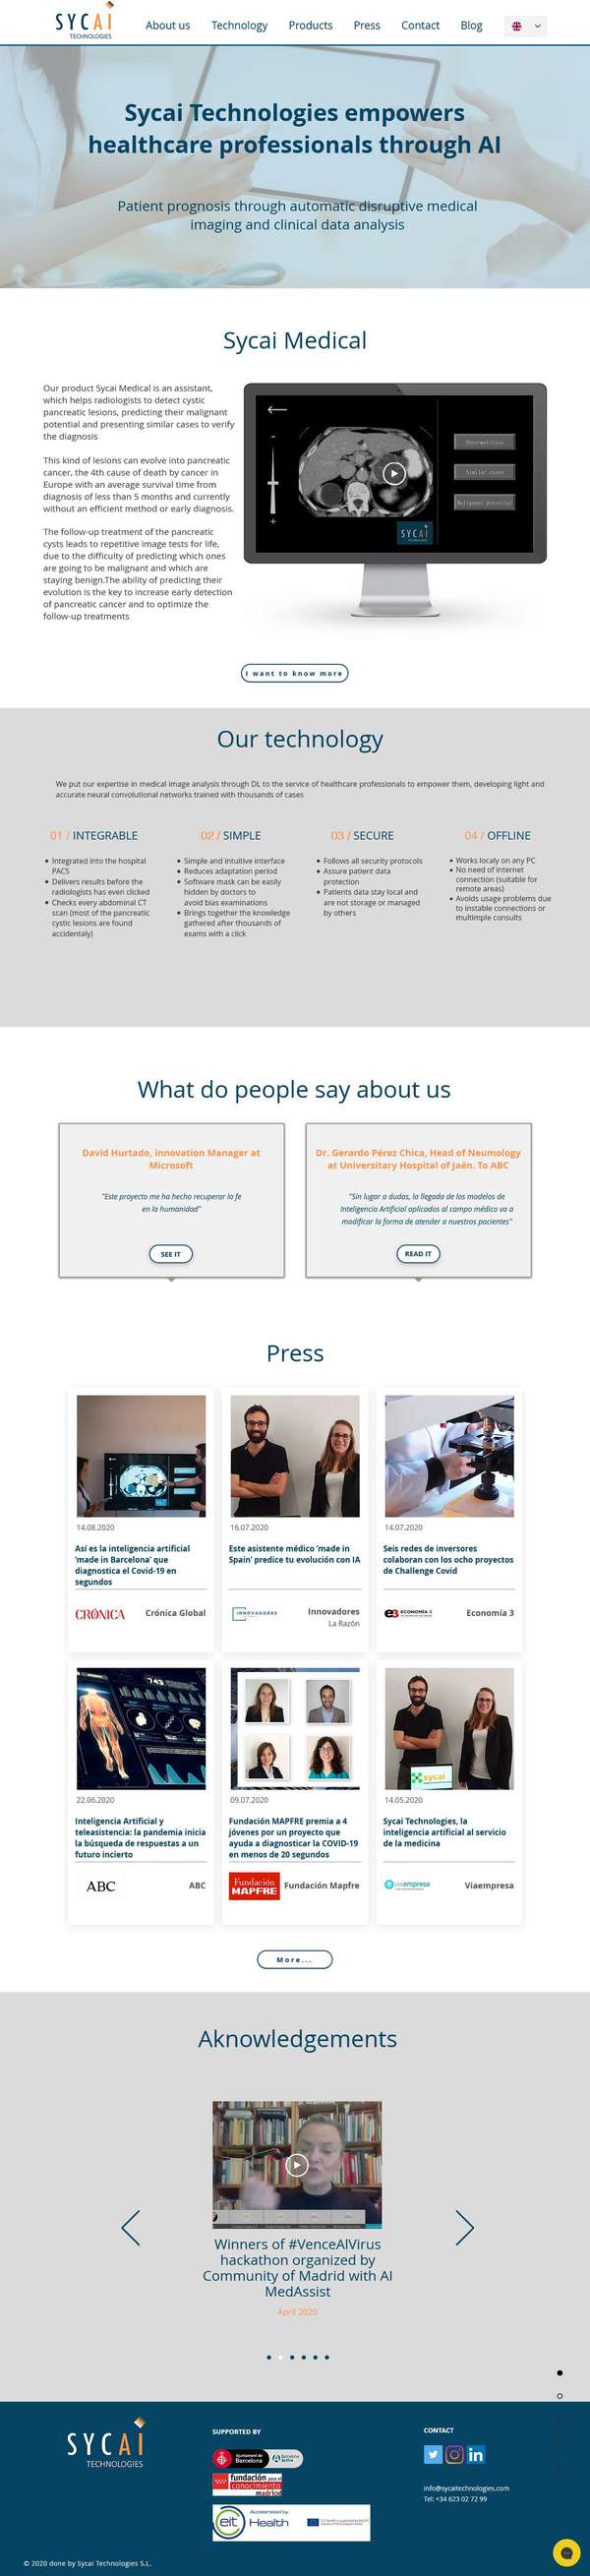 SYCAI
TECHNOLOGIES
About us
Technology
Products
Press
Contact
Blog
Sycai Technologies empowers
healthcare professionals through AI
Patient prognosis through automatic disruptive medical
imaging and clinical data analysis
Sycai Medical
Our product Sycai Medical is an assistant,
which helps radiologists to detect cystic
pancreatic lesions, predicting their malignant
potential and presenting similar cases to verify
the diagnosis
This kind of lesions can evolve into pancreatic
cancer, the 4th cause of death by cancer in
Europe with an average survival time from
diagnosis of less than 5 months and currently
without an efficient method or early diagnosis.
The follow-up treatment of the pancreatic
cysts leads to repetitive image tests for life,
due to the difficulty of predicting which ones
are going to be malignant and which are
staying benign.The ability of predicting their
evolution is the key to increase early detection
of pancreatic cancer and to optimize the
follow-up treatments
Abnormalities
Similar cases
Malignant potential
SYCAI
I want to know more
Our technology
We put our expertise in medical image analysis through DL to the service of healthcare professionals to empower them, developing light and
accurate neural convolutional networks trained with thousands of cases
01 / INTEGRABLE
Integrated into the hospital
PACS
Delivers results before the
radiologists has even clicked
Checks every abdominal CT
scan (most of the pancreatic
cystic lesions are found
accidentaly)
02 / SIMPLE
Simple and intuitive interface
Reduces adaptation period
Software mask can be easily
hidden by doctors to
avoid bias examinations
Brings together the knowledge
gathered after thousands of
exams with a click
03 / SECURE
Follows all security protocols
Assure patient data
protection
Patients data stay local and
are not storage or managed
by others
04 / OFFLINE
Works localy on any PC
No need of internet
connection (suitable for
remote areas)
Avoids usage problems due
to instable connections or
multimple consults
What do people say about us
David Hurtado, innovation Manager at
Microsoft
"Este proyecto me ha hecho recuperar la fe
en la humanidad"
SEE IT
Dr. Gerardo Pérez Chica, Head of Neumology
at Universitary Hospital of Jaén. To ABC
"Sin lugar a dudas, la llegada de los modelos de
Inteligencia Artificial aplicados al campo médico va a
modificar la forma de atender a nuestros pacientes"
READ IT
Press
14.08.2020
Así es la inteligencia artificial
'made in Barcelona' que
diagnostica el Covid-19 en
segundos
CRÓNICA
Crónica Global
16.07.2020
Este asistente médico 'made in
Spain' predice tu evolución con IA
INNOVADORES
Innovadores
La Razón
14.07.2020
Seis redes de inversores
colaboran con los ocho proyectos
de Challenge Covid
e3 ECONOMÍA 3
Economía 3
22.06.2020
Inteligencia Artificial y
teleasistencia: la pandemia inicia
la búsqueda de respuestas a un
futuro incierto
ABC
ABC
09.07.2020
Fundación MAPFRE premia a 4
jóvenes por un proyecto que
ayuda a diagnosticar la COVID-19
en menos de 20 segundos
Fundación
MAPFRE
Fundación Mapfre
sycai
14.05.2020
Sycai Technologies, la
inteligencia artificial al servicio
de la medicina
viaempresa
Viaempresa
More...
Aknowledgements
Winners of #VenceAlVirus
hackathon organized by
Community of Madrid with AI
MedAssist
April 2020
SYCAI
TECHNOLOGIES
SUPPORTED BY
Ajuntament de
Barcelona
Barcelona
Activa
fundación para el
conocimiento
madrid
Accelerated by
eit Health
CONTACT
info@sycaitechnologies.com
Tel: +34 623 02 72 99
© 2020 done by Sycai Technologies S.L.